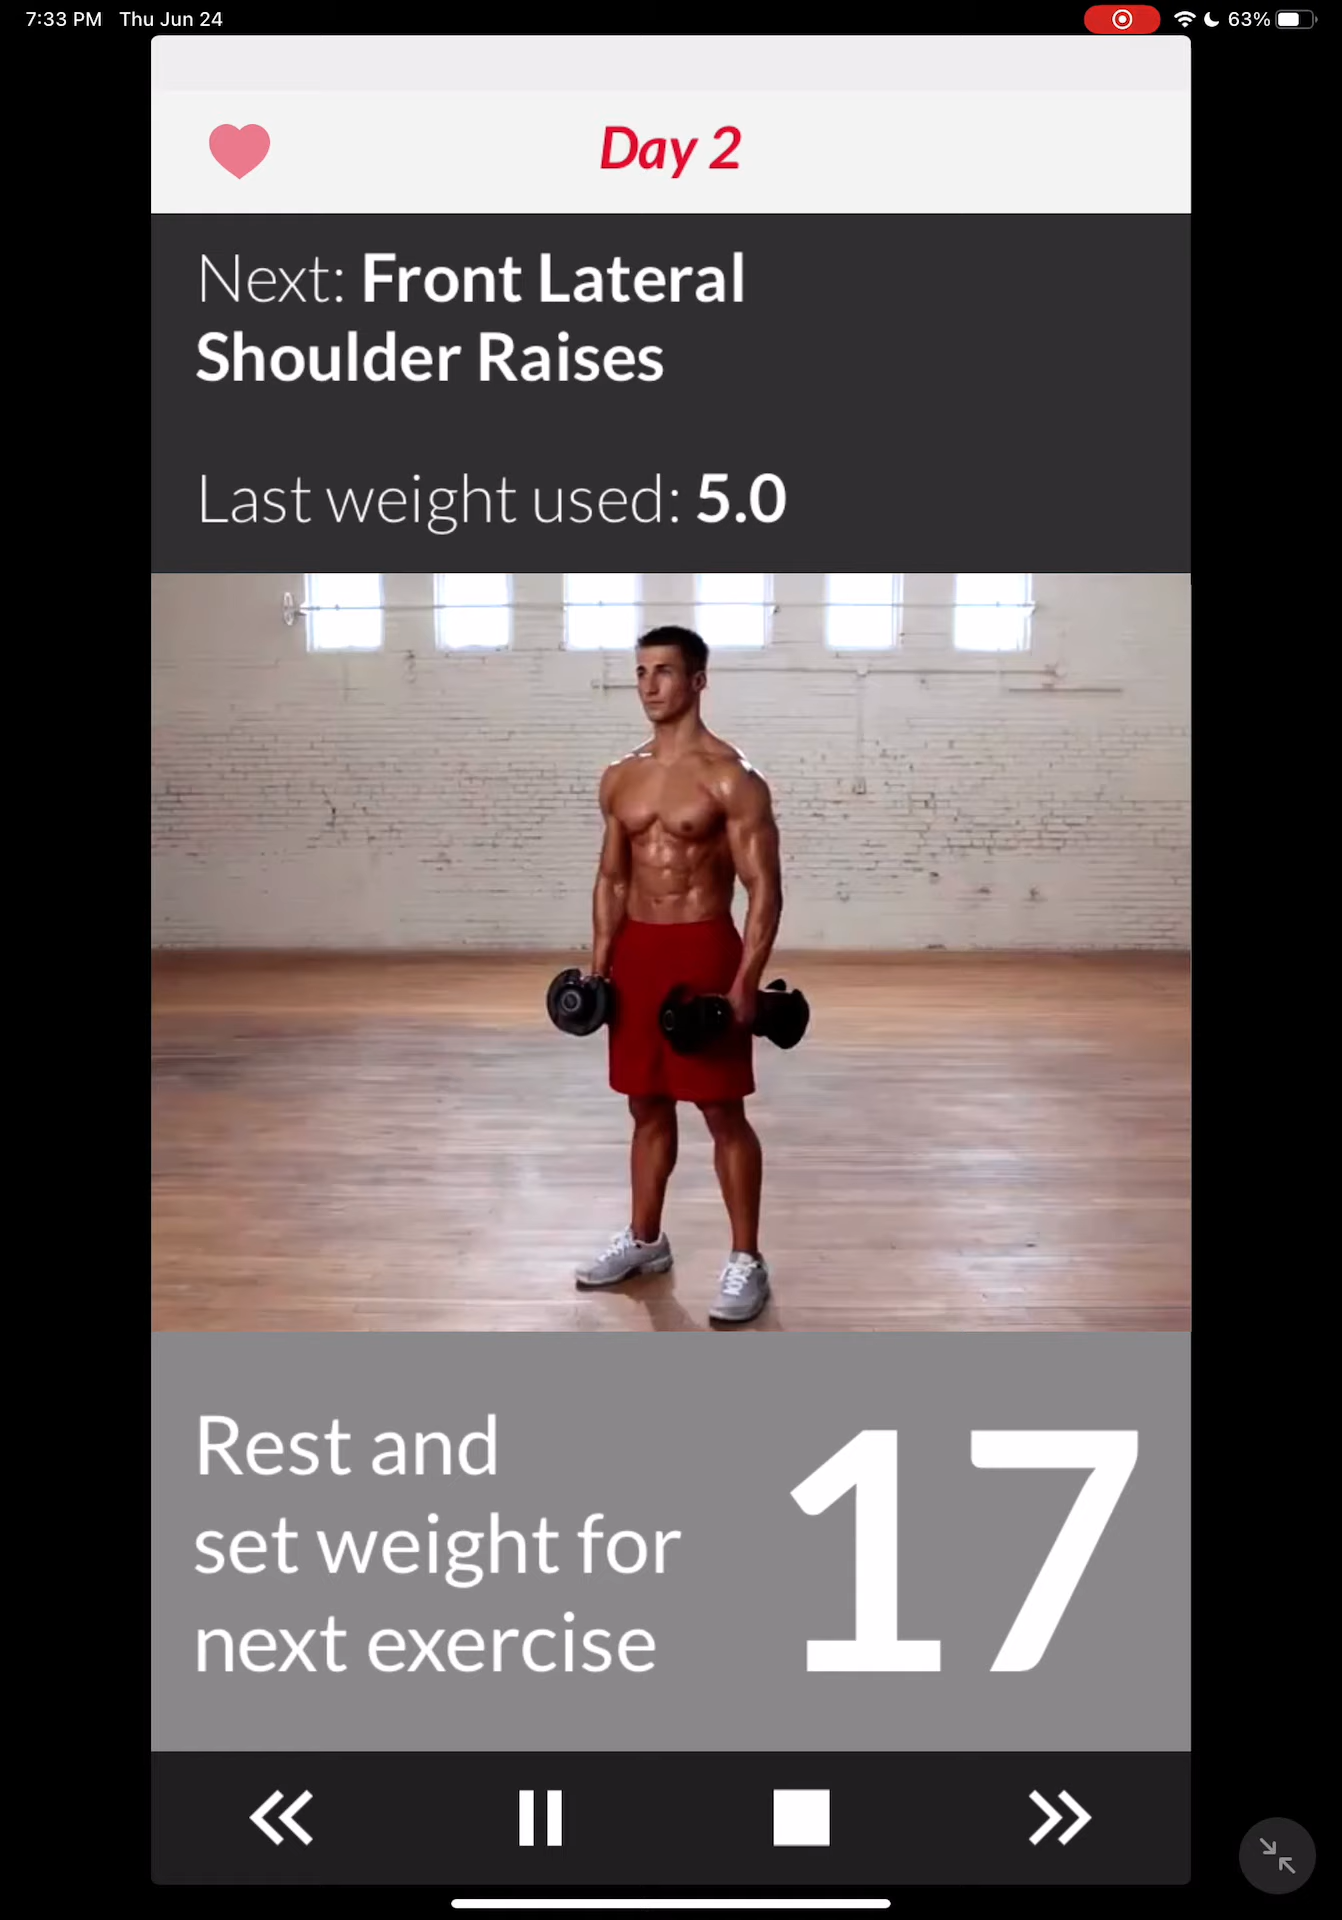 7:33 PM Thu Jun 24 63%
Day 2
Next: Front Lateral
Shoulder Raises
Last weight used: 5.0
Rest and
set weight for
next exercise
17